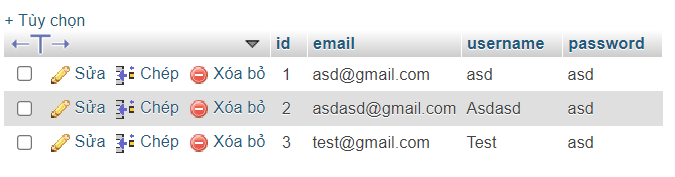 + Tùy chọn
←T→ id email username password
Sửa Chép Xóa bỏ 1 asd@gmail.com asd asd
Sửa Chép Xóa bỏ 2 asdasd@gmail.com Asdasd asd
Sửa Chép Xóa bỏ 3 test@gmail.com Test asd